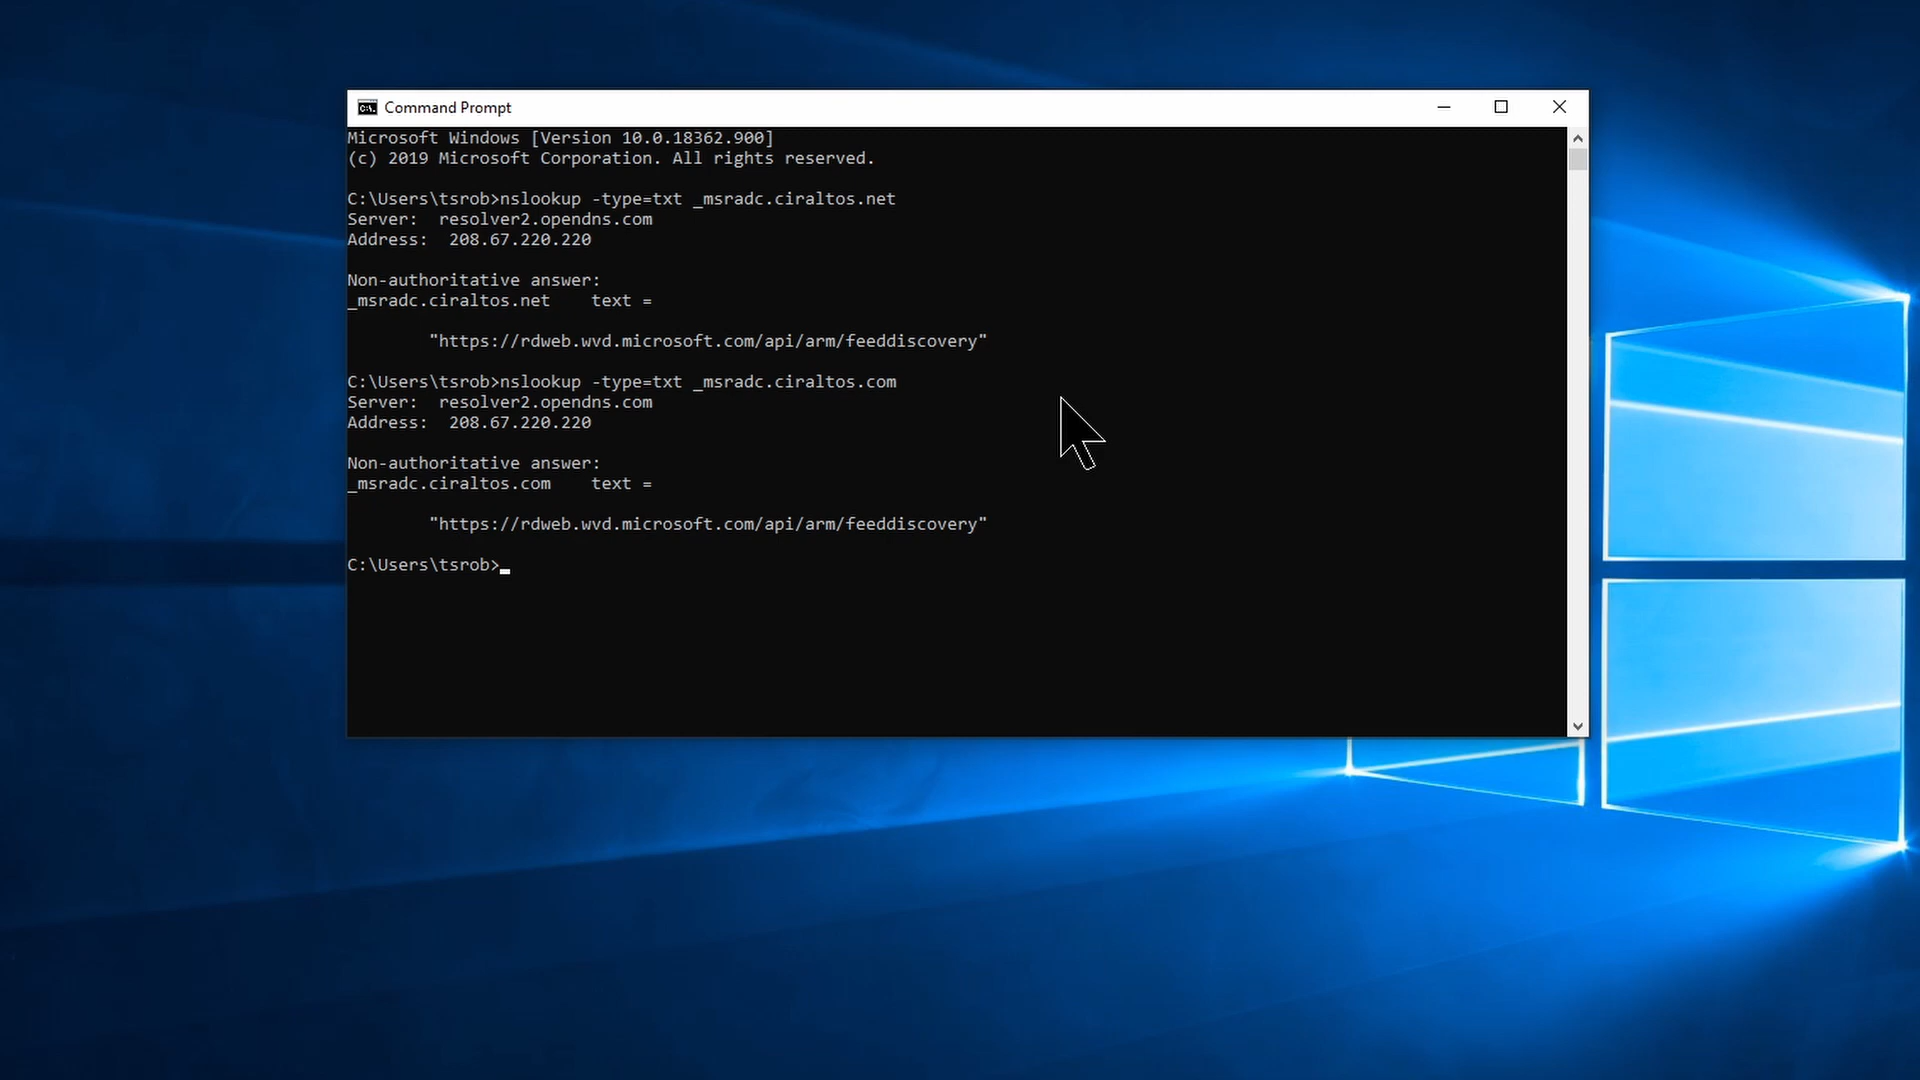 Command Prompt
Microsoft Windows [Version 10.0.18362.900]
(c) 2019 Microsoft Corporation. All rights reserved.
C:\Users\tsrob>nslookup -type=txt _msradc.ciraltos.net
Server:  resolver2.opendns.com
Address:  208.67.220.220
Non-authoritative answer:
_msradc.ciraltos.net    text =
"https://rdweb.wvd.microsoft.com/api/arm/feeddiscovery"
C:\Users\tsrob>nslookup -type=txt _msradc.ciraltos.com
Server:  resolver2.opendns.com
Address:  208.67.220.220
Non-authoritative answer:
_msradc.ciraltos.com    text =
"https://rdweb.wvd.microsoft.com/api/arm/feeddiscovery"
C:\Users\tsrob>